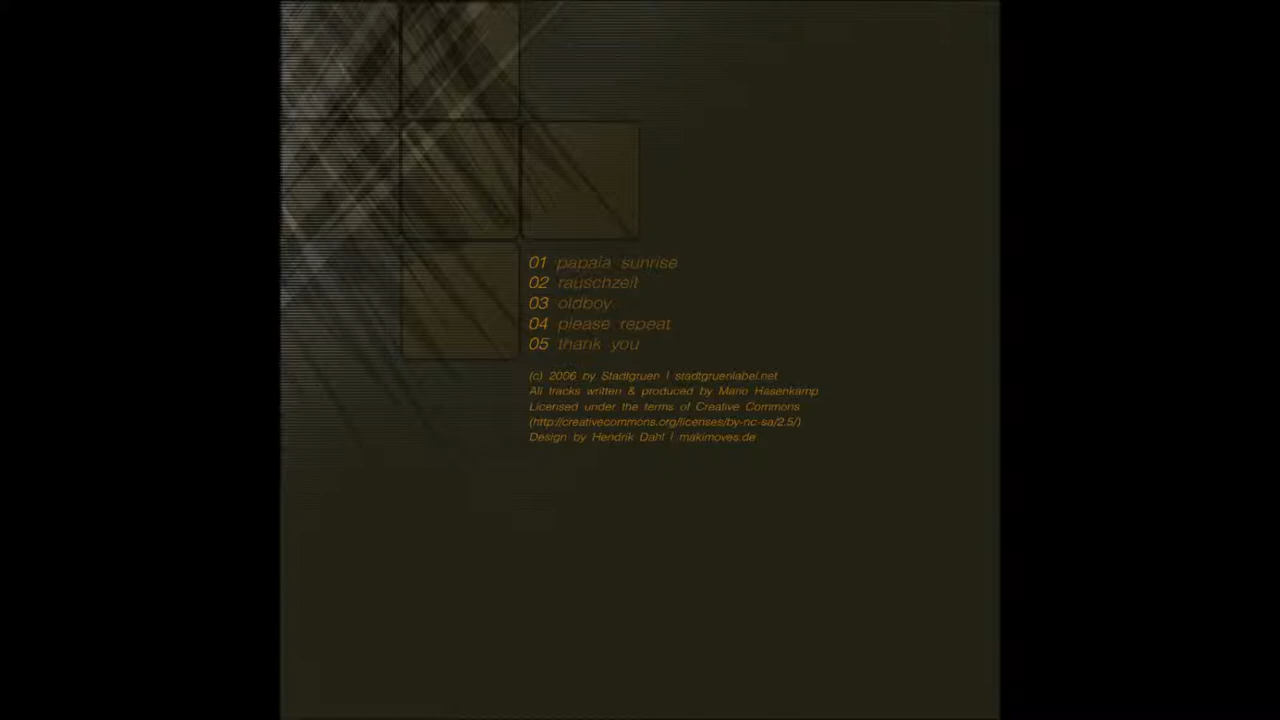 01 papaia sunrise
02 rauschzeit
03 oldboy
04 please repeat
05 thank you
(c) 2006 by Stadtgruen | stadtgruenlabel.net
All tracks written & produced by Mario Hasenkamp
Licensed under the terms of Creative Commons
(http://creativecommons.org/licenses/by-nc-sa/2.5/)
Design by Hendrik Dahl | makimoves.de